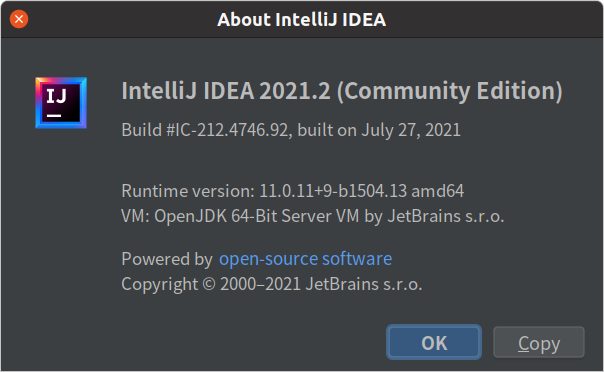 About IntelliJ IDEA
IJ
IntelliJ IDEA 2021.2 (Community Edition)
Build #IC-212.4746.92, built on July 27, 2021
Runtime version: 11.0.11+9-b1504.13 amd64
VM: OpenJDK 64-Bit Server VM by JetBrains s.r.o.
Powered by open-source software
Copyright © 2000–2021 JetBrains s.r.o.
OK Copy